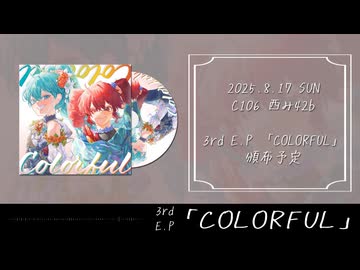 Colorful
Colorful
2025.8.17 SUN
C106 西み42b
3rd E.P 「COLORFUL」
頒布予定
3rd
E.P
「COLORFUL」